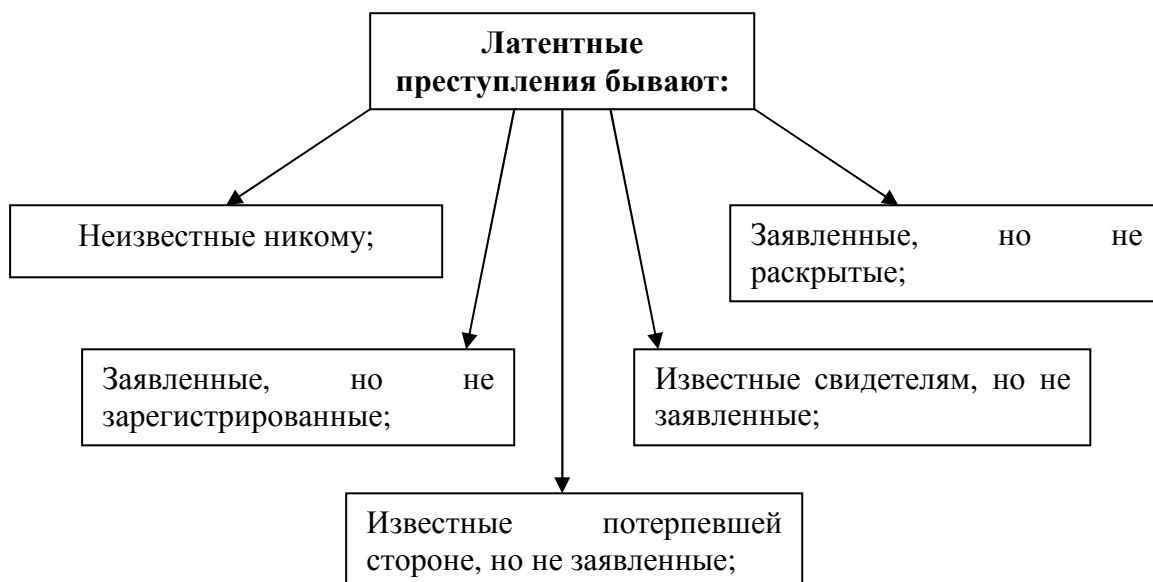 Латентные
преступления бывают:
Неизвестные никому;
Заявленные, но не
раскрытые;
Заявленные, но не
зарегистрированные;
Известные свидетелям, но не
заявленные;
Известные потерпевшей
стороне, но не заявленные;